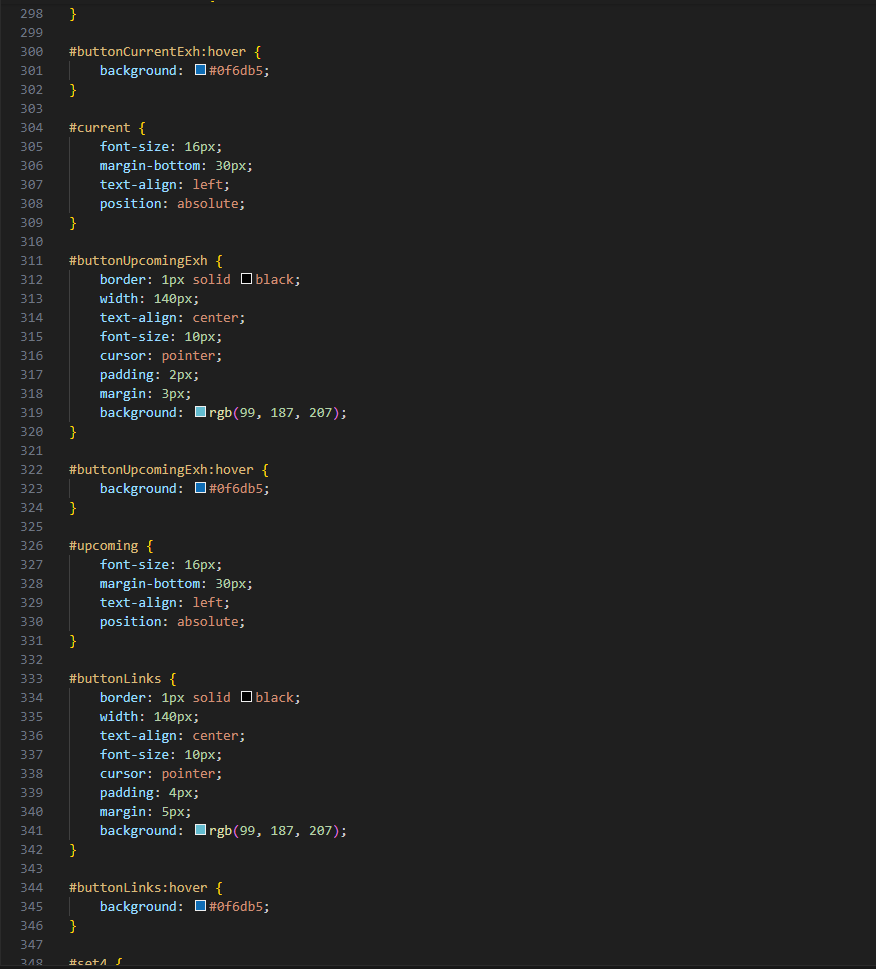 298 }
299
300 #buttonCurrentExh:hover {
301     background: #0f6db5;
302 }
303
304 #current {
305     font-size: 16px;
306     margin-bottom: 30px;
307     text-align: left;
308     position: absolute;
309 }
310
311 #buttonUpcomingExh {
312     border: 1px solid black;
313     width: 140px;
314     text-align: center;
315     font-size: 10px;
316     cursor: pointer;
317     padding: 2px;
318     margin: 3px;
319     background: rgb(99, 187, 207);
320 }
321
322 #buttonUpcomingExh:hover {
323     background: #0f6db5;
324 }
325
326 #upcoming {
327     font-size: 16px;
328     margin-bottom: 30px;
329     text-align: left;
330     position: absolute;
331 }
332
333 #buttonLinks {
334     border: 1px solid black;
335     width: 140px;
336     text-align: center;
337     font-size: 10px;
338     cursor: pointer;
339     padding: 4px;
340     margin: 5px;
341     background: rgb(99, 187, 207);
342 }
343
344 #buttonLinks:hover {
345     background: #0f6db5;
346 }
347
348 #set4 {